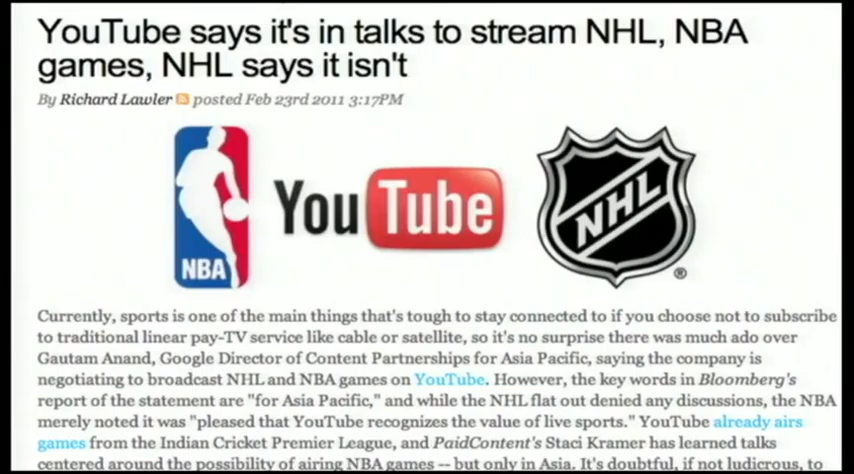 YouTube says it's in talks to stream NHL, NBA
games, NHL says it isn't
By Richard Lawler posted Feb 23rd 2011 3:17PM
NBA
YouTube
NHL
®
Currently, sports is one of the main things that's tough to stay connected to if you choose not to subscribe
to traditional linear pay-TV service like cable or satellite, so it's no surprise there was much ado over
Gautam Anand, Google Director of Content Partnerships for Asia Pacific, saying the company is
negotiating to broadcast NHL and NBA games on YouTube. However, the key words in Bloomberg's
report of the statement are "for Asia Pacific," and while the NHL flat out denied any discussions, the NBA
merely noted it was "pleased that YouTube recognizes the value of live sports." YouTube already airs
games from the Indian Cricket Premier League, and PaidContent's Staci Kramer has learned talks
centered around the possibility of airing NBA games -- but only in Asia. It's doubtful, if not ludicrous, to